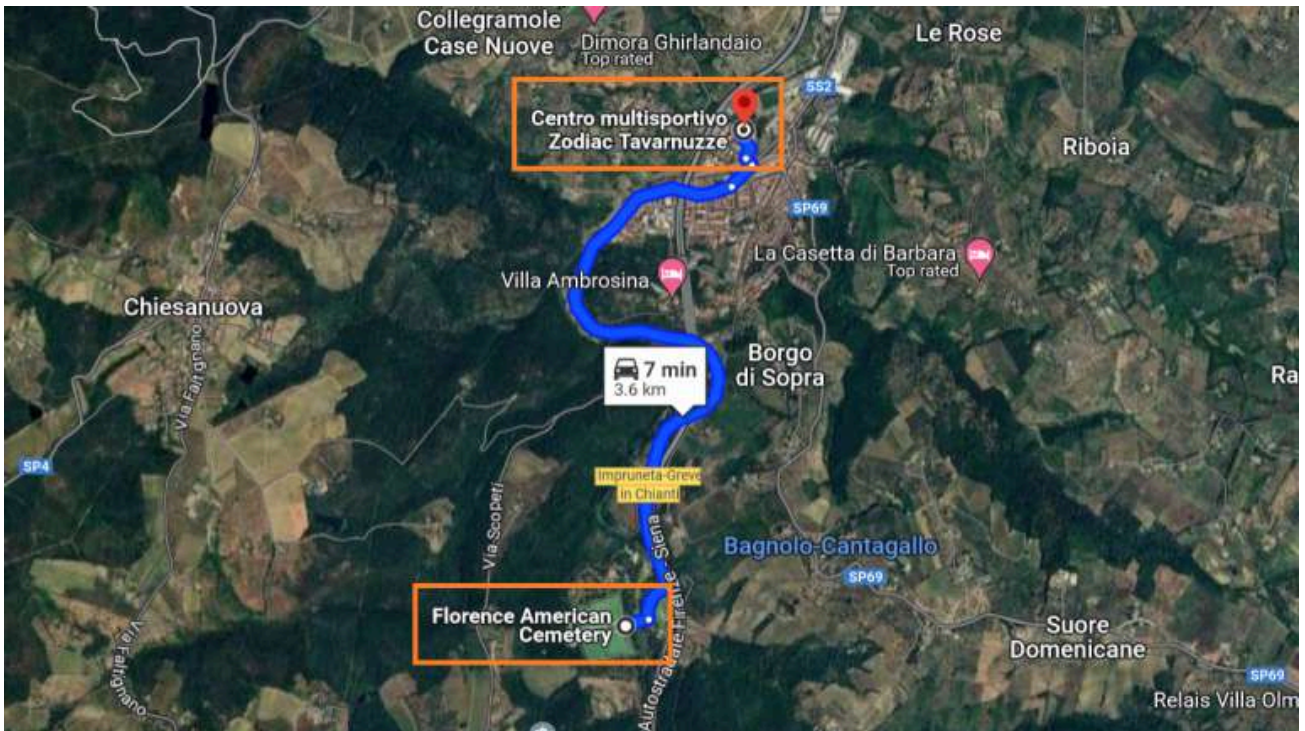 Collegramole
Case Nuove
Dimora Ghirlandaio
Top rated
Le Rose
SS2
Centro multisportivo
Zodiac Tavarnuzze
Riboia
SP69
La Casetta di Barbara
Top rated
Villa Ambrosina
Chiesanuova
Via Faltignano
7 min
3.6 km
Borgo
di Sopra
Ra
SP4
Impruneta-Greve
in Chianti
Via Scopeti
Autostradale Firenze - Siena
Bagnolo-Cantagallo
SP69
Florence American
Cemetery
Suore
Domenicane
Via Faltignano
SP69
Relais Villa Olm